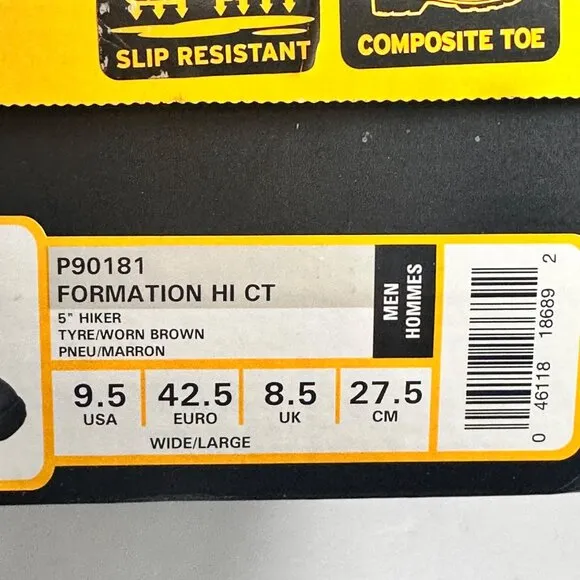 SLIP RESISTANT
COMPOSITE TOE
P90181
FORMATION HI CT
5" HIKER
TYRE/WORN BROWN
PNEU/MARRON
MEN
HOMMES
9.5 42.5 8.5 27.5
USA EURO UK CM
WIDE/LARGE
0 46118 18689 2